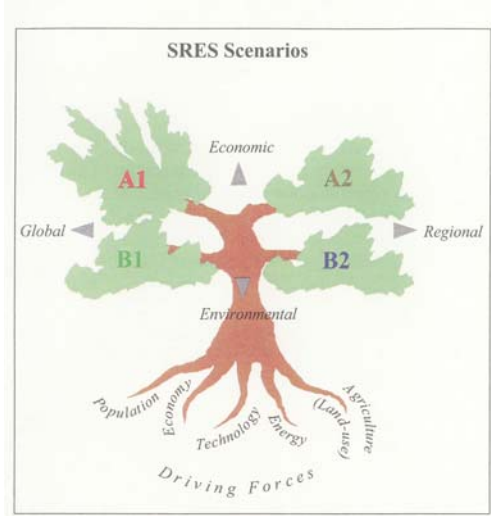 SRES Scenarios
Economic
A1
A2
Global
Regional
B1
B2
Environmental
Population
Economy
Technology
Energy
Agriculture
(Land-use)
Driving Forces